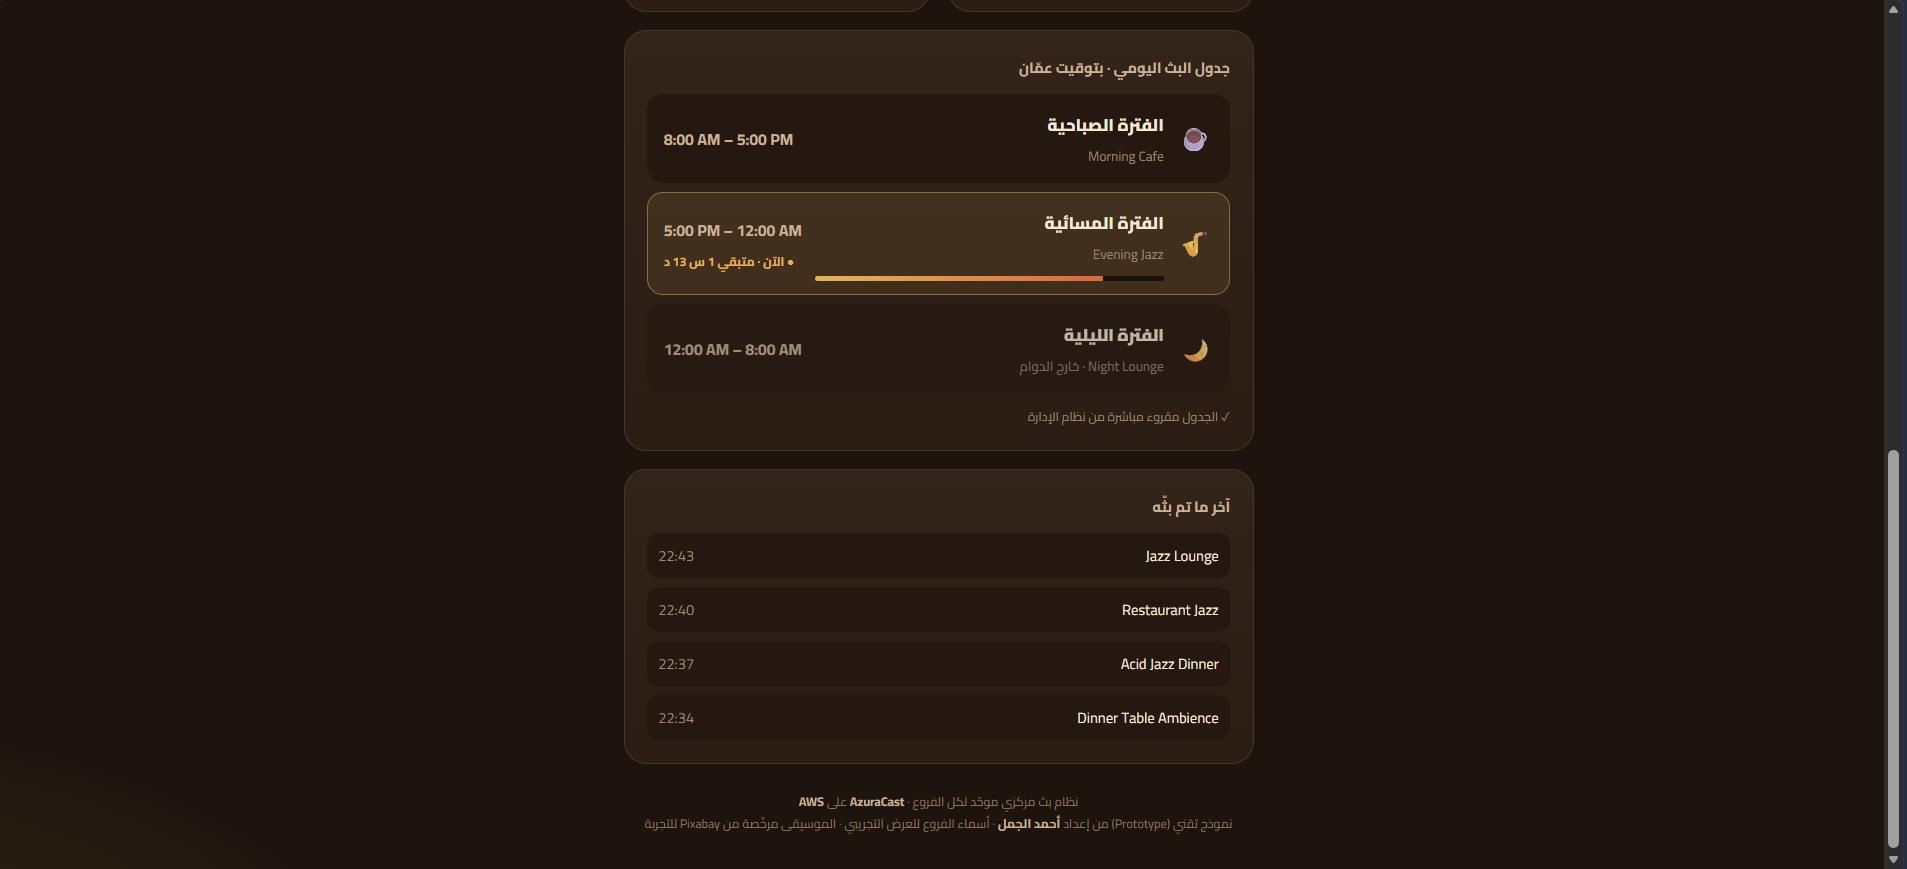 جدول البث اليومي · بتوقيت عمّان
الفترة الصباحية
Morning Cafe
8:00 AM – 5:00 PM
الفترة المسائية
Evening Jazz
5:00 PM – 12:00 AM
● الآن · متبقي 1 س 13 د
الفترة الليلية
Night Lounge · خارج الدوام
12:00 AM – 8:00 AM
✓ الجدول مقروء مباشرة من نظام الإدارة
آخر ما تم بثّه
Jazz Lounge 22:43
Restaurant Jazz 22:40
Acid Jazz Dinner 22:37
Dinner Table Ambience 22:34
نظام بث مركزي موحّد لكل الفروع · AzuraCast على AWS
نموذج تقني (Prototype) من إعداد أحمد الجمل · أسماء الفروع للعرض التجريبي · الموسيقى مرخّصة من Pixabay للتجربة